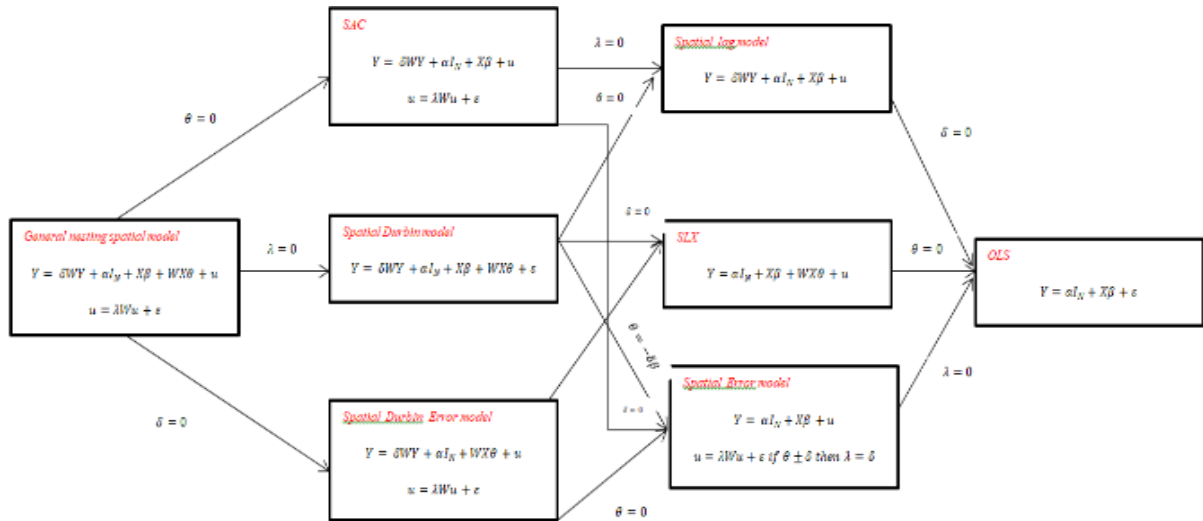 SAC
Y = δWY + αI_N + Xβ + u
u = λWu + ε
λ = 0
Spatial lag model
Y = δWY + αI_N + Xβ + u
θ = 0
θ = 0
δ = 0
General nesting spatial model
Y = δWY + αI_N + Xβ + WXθ + u
u = λWu + ε
λ = 0
Spatial Durbin model
Y = δWY + αI_N + Xβ + WXθ + ε
δ = 0
SLX
Y = αI_N + Xβ + WXθ + u
θ = 0
OLS
Y = αI_N + Xβ + ε
θ = −δβ
δ = 0
Spatial Durbin Error model
Y = δWY + αI_N + WXθ + u
u = λWu + ε
δ = 0
Spatial Error model
Y = αI_N + Xβ + u
u = λWu + ε if θ ± δ then λ = δ
λ = 0
θ = 0